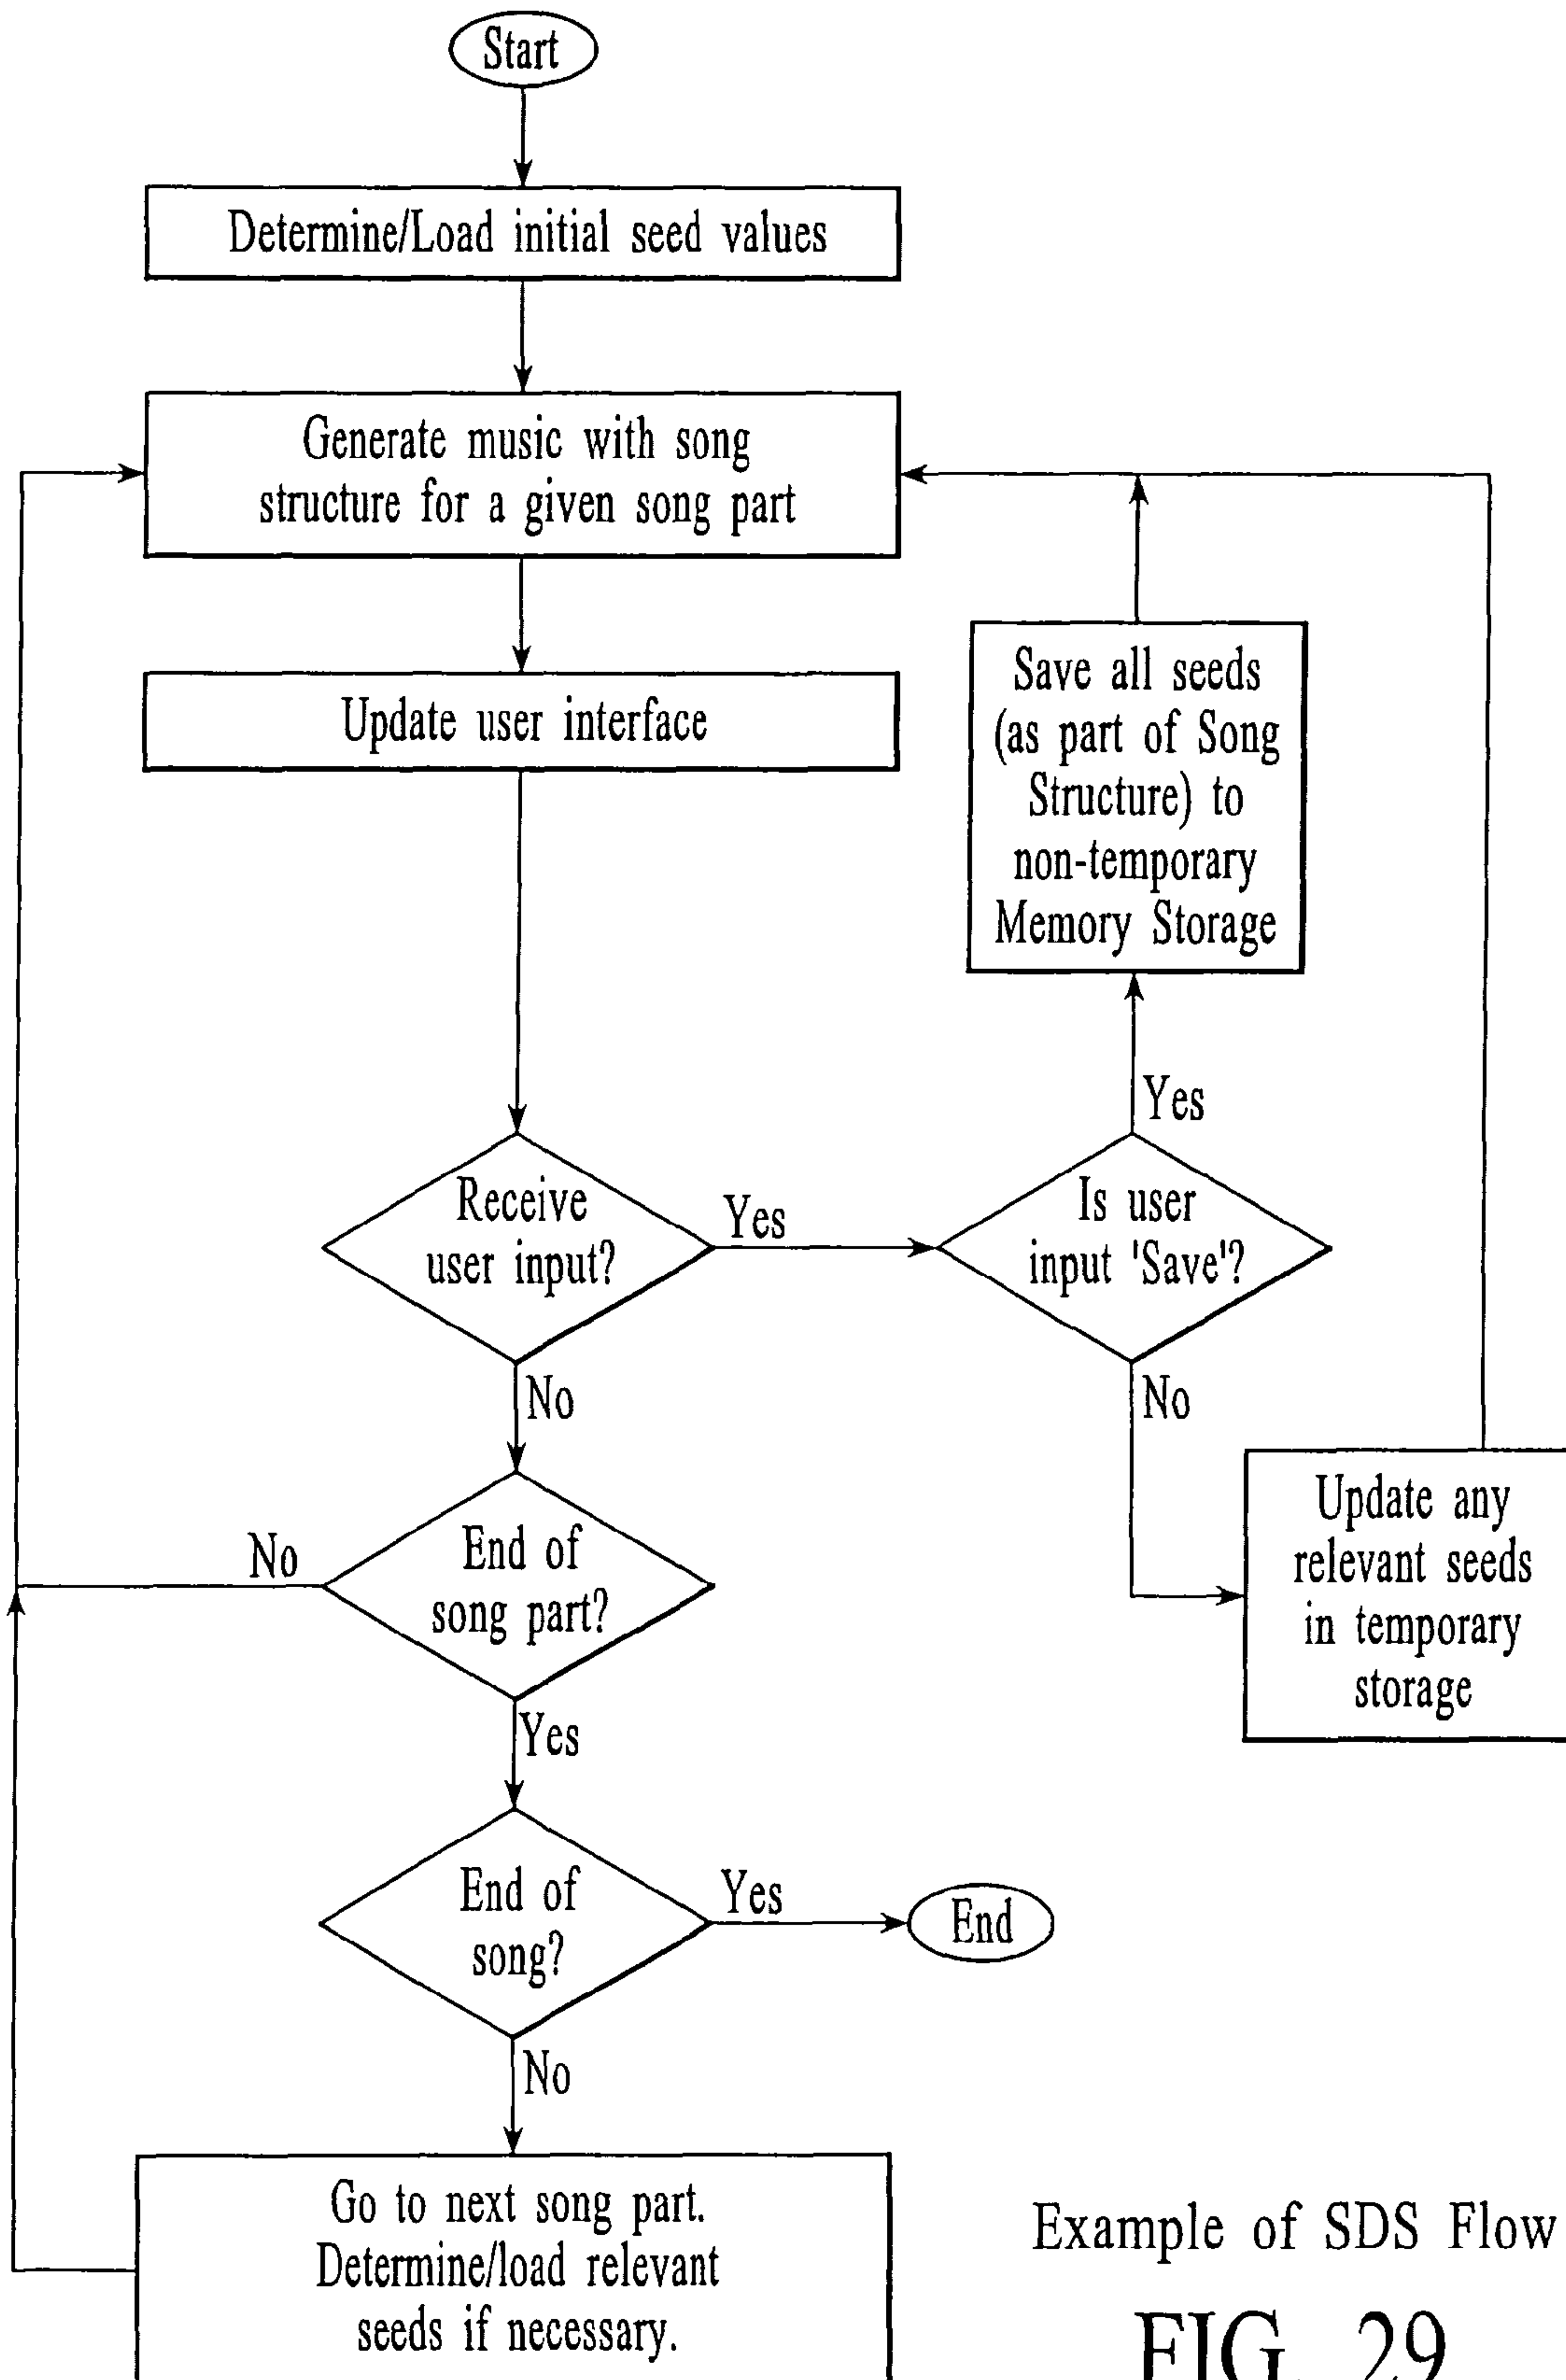 Start
Determine/Load initial seed values
Generate music with song
structure for a given song part
Update user interface
Save all seeds
(as part of Song
Structure) to
non-temporary
Memory Storage
Yes
Receive
user input?
Yes
Is user
input 'Save'?
No
No
Update any
relevant seeds
in temporary
storage
No
End of
song part?
Yes
End of
song?
Yes
End
No
Go to next song part.
Determine/load relevant
seeds if necessary.
Example of SDS Flow
FIG. 29